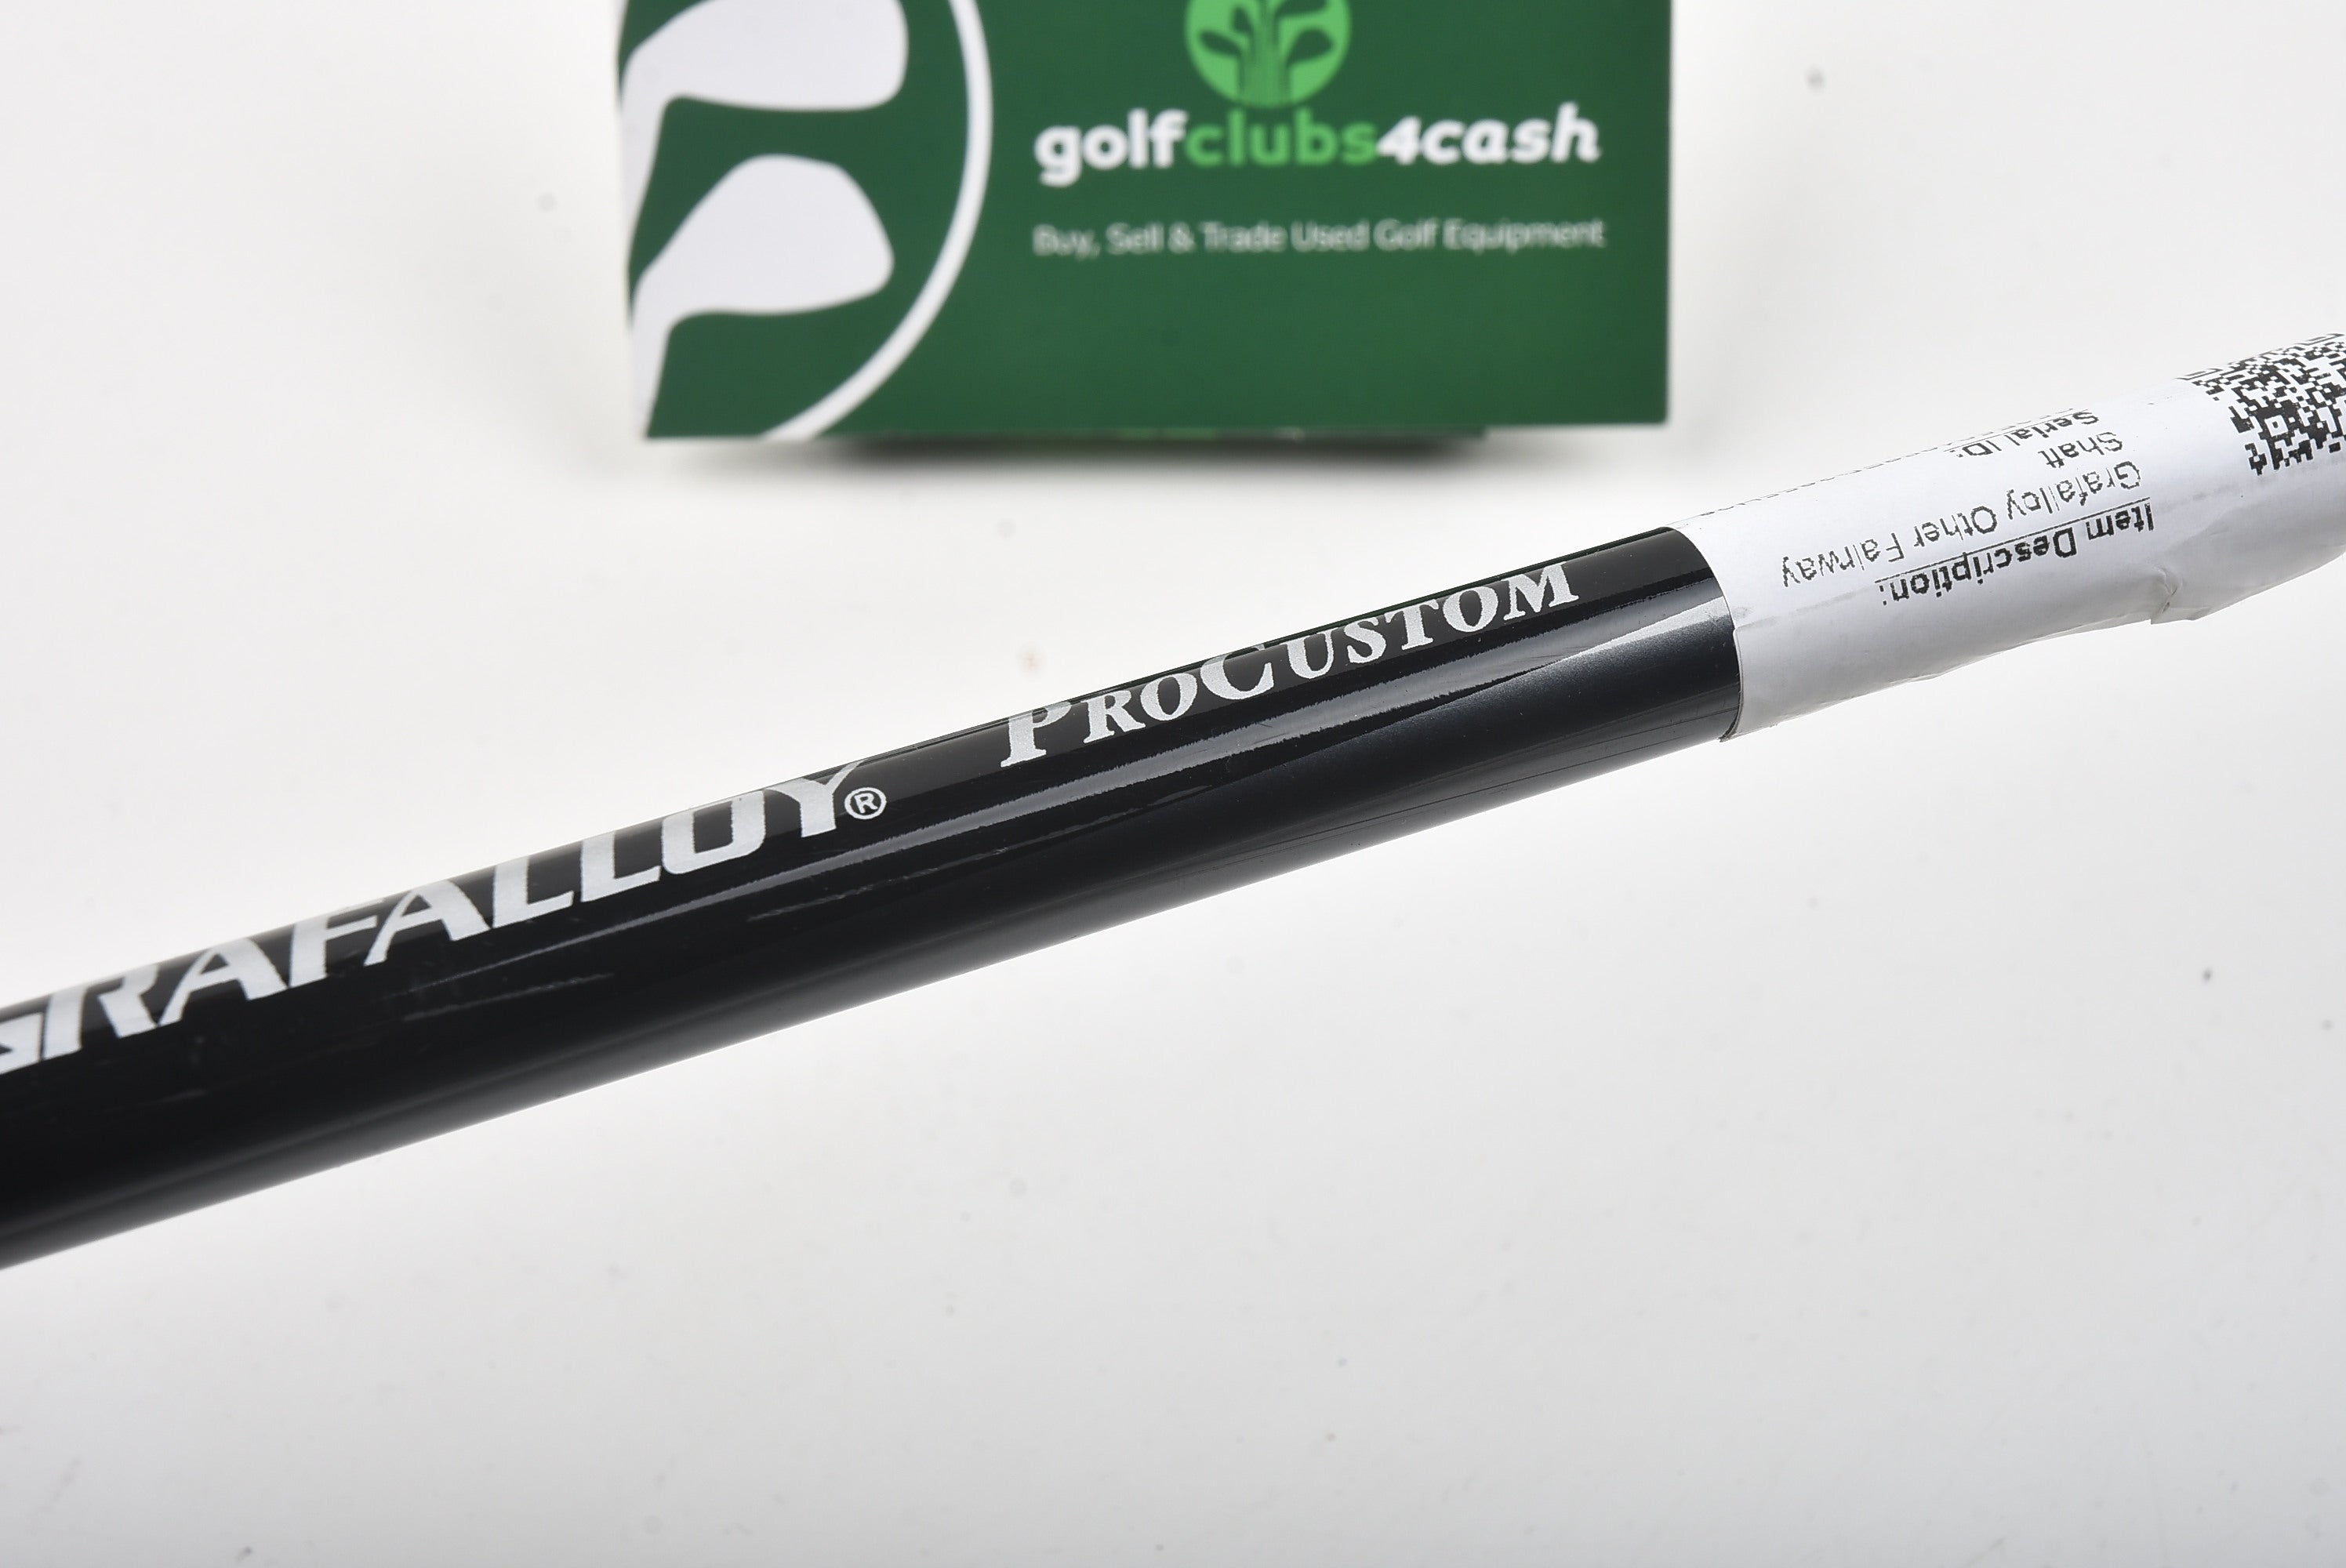 golfclubs4cash
Buy, Sell & Trade Used Golf Equipment
GRAFALLOY® PROCUSTOM
Item Description:
Grafalloy Other Fairway
Shaft
Serial ID: